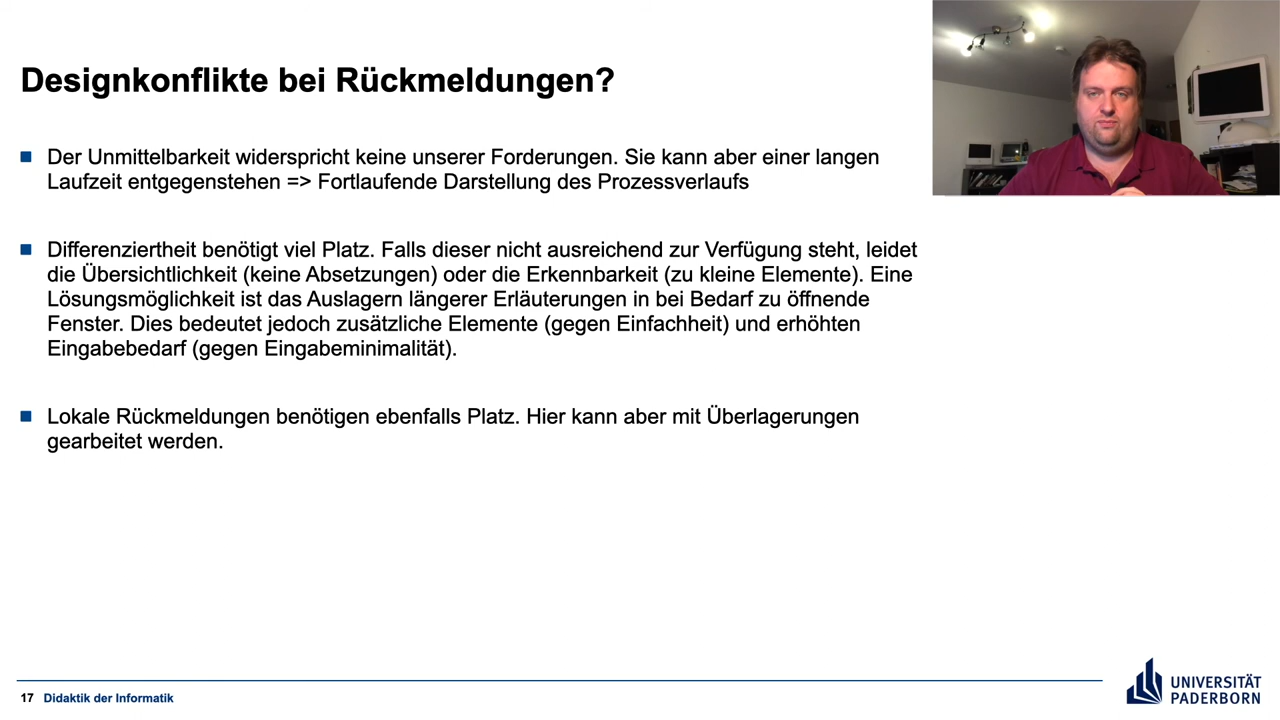 Designkonflikte bei Rückmeldungen?
Der Unmittelbarkeit widerspricht keine unserer Forderungen. Sie kann aber einer langen
Laufzeit entgegenstehen => Fortlaufende Darstellung des Prozessverlaufs
Differenziertheit benötigt viel Platz. Falls dieser nicht ausreichend zur Verfügung steht, leidet
die Übersichtlichkeit (keine Absetzungen) oder die Erkennbarkeit (zu kleine Elemente). Eine
Lösungsmöglichkeit ist das Auslagern längerer Erläuterungen in bei Bedarf zu öffnende
Fenster. Dies bedeutet jedoch zusätzliche Elemente (gegen Einfachheit) und erhöhten
Eingabebedarf (gegen Eingabeminimalität).
Lokale Rückmeldungen benötigen ebenfalls Platz. Hier kann aber mit Überlagerungen
gearbeitet werden.
17 Didaktik der Informatik
UNIVERSITÄT
PADERBORN